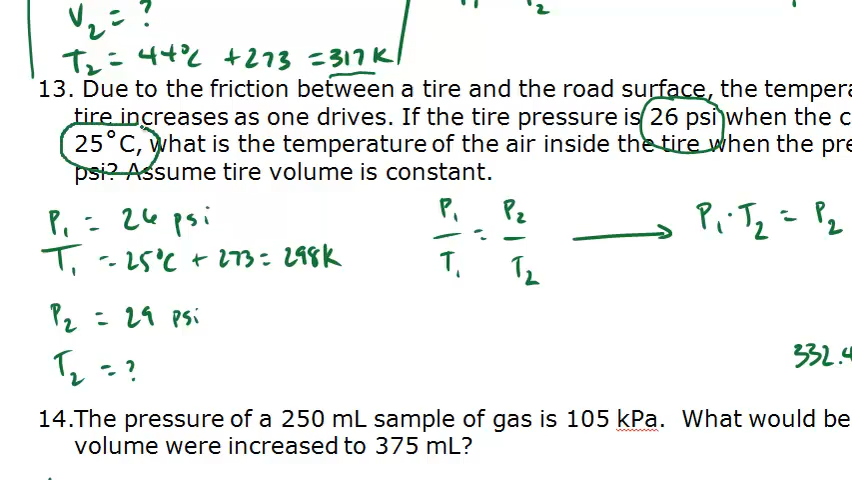 V₂ = ?
T₂ = 44°C + 273 = 317K
13. Due to the friction between a tire and the road surface, the
tire increases as one drives. If the tire pressure is 26 psi when the
25°C, what is the temperature of the air inside the tire when the
psi? Assume tire volume is constant.
P₁ = 26 psi
T₁ = 25°C + 273 = 298K
P₁/T₁ = P₂/T₂ → P₁ · T₂ = P₂
P₂ = 29 psi
T₂ = ?
332.4
14.The pressure of a 250 mL sample of gas is 105 kPa. What would be
volume were increased to 375 mL?